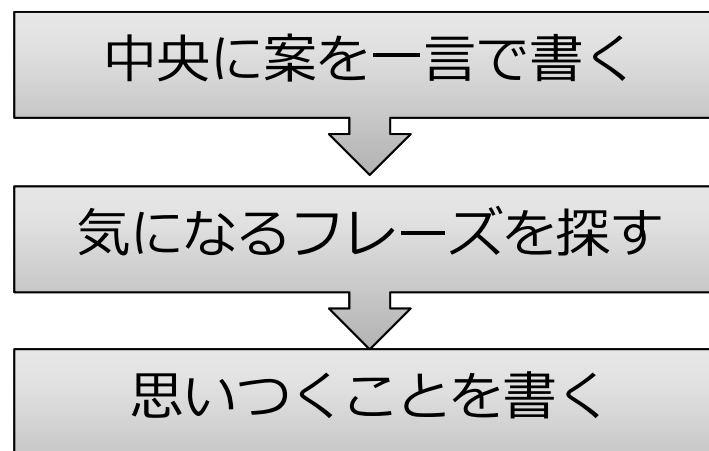 中央に案を一言で書く
気になるフレーズを探す
思いつくことを書く